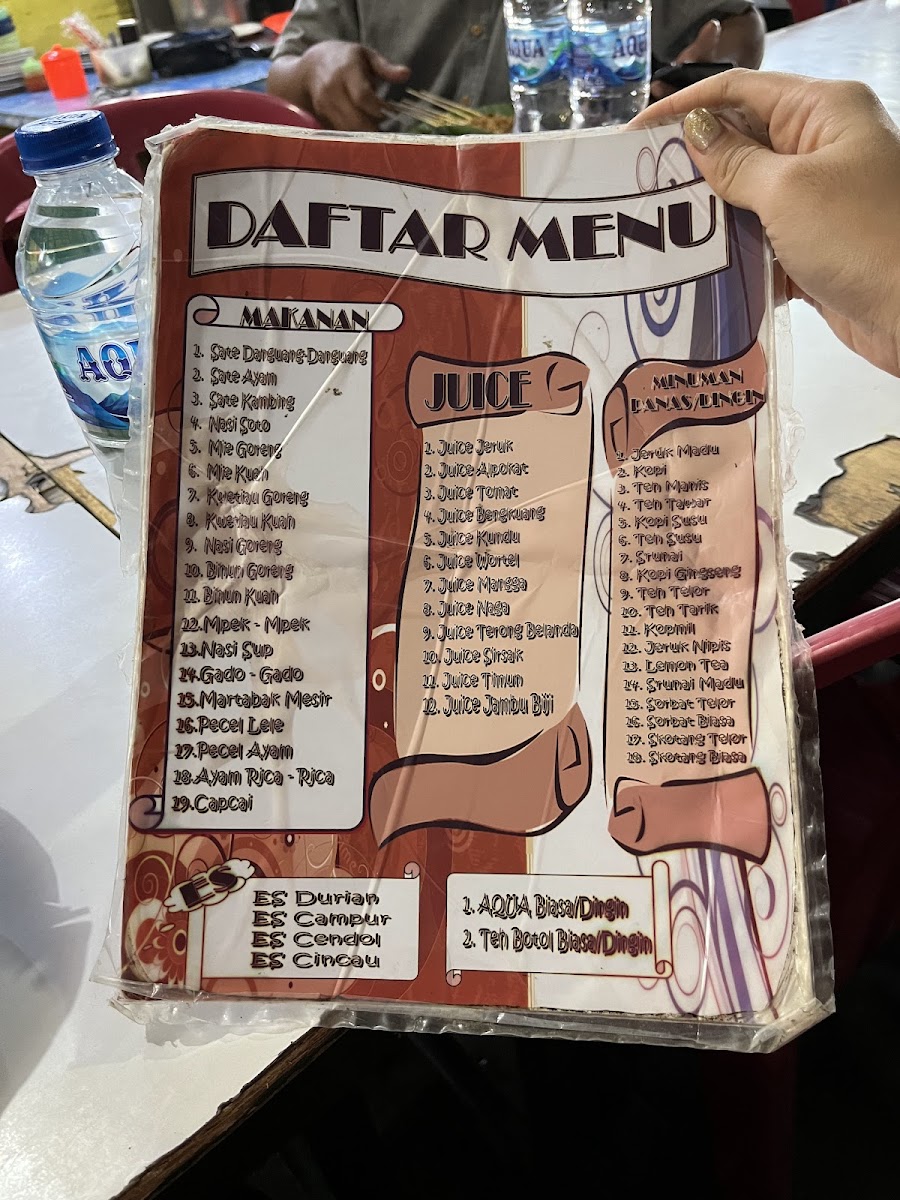 AQUA
AQUA
AQUA
DAFTAR MENU
MAKANAN
1. Sate Danguang-Danguang
2. Sate Ayam
3. Sate Kambing
4. Nasi Soto
5. Mie Goreng
6. Mie Kuah
7. Kwetiau Goreng
8. Kwetiau Kuah
9. Nasi Goreng
10. Bihun Goreng
11. Bihun Kuah
12. Mpek - Mpek
13. Nasi Sup
14. Gado - Gado
15. Martabak Mesir
16. Pecel Lele
17. Pecel Ayam
18. Ayam Rica - Rica
19. Capcai
JUICE
1. Juice Jeruk
2. Juice Alpokat
3. Juice Tomat
4. Juice Bengkuang
5. Juice Kundu
6. Juice Wortel
7. Juice Mangga
8. Juice Naga
9. Juice Terong Belanda
10. Juice Sirsak
11. Juice Timun
12. Juice Jambu Biji
MINUMAN
PANAS/DINGIN
1. Jeruk Madu
2. Kopi
3. Teh Manis
4. Teh Tawar
5. Kopi Susu
6. Teh Susu
7. Srunai
8. Kopi Gingseng
9. Teh Telor
10. Teh Tarik
11. Kopmil
12. Jeruk Nipis
13. Lemon Tea
14. Srunai Madu
15. Sorbat Telor
16. Sorbat Biasa
17. Skotang Telor
18. Skotang Biasa
ES
ES Durian
ES Campur
ES Cendol
ES Cincau
1. AQUA Biasa/Dingin
2. Teh Botol Biasa/Dingin